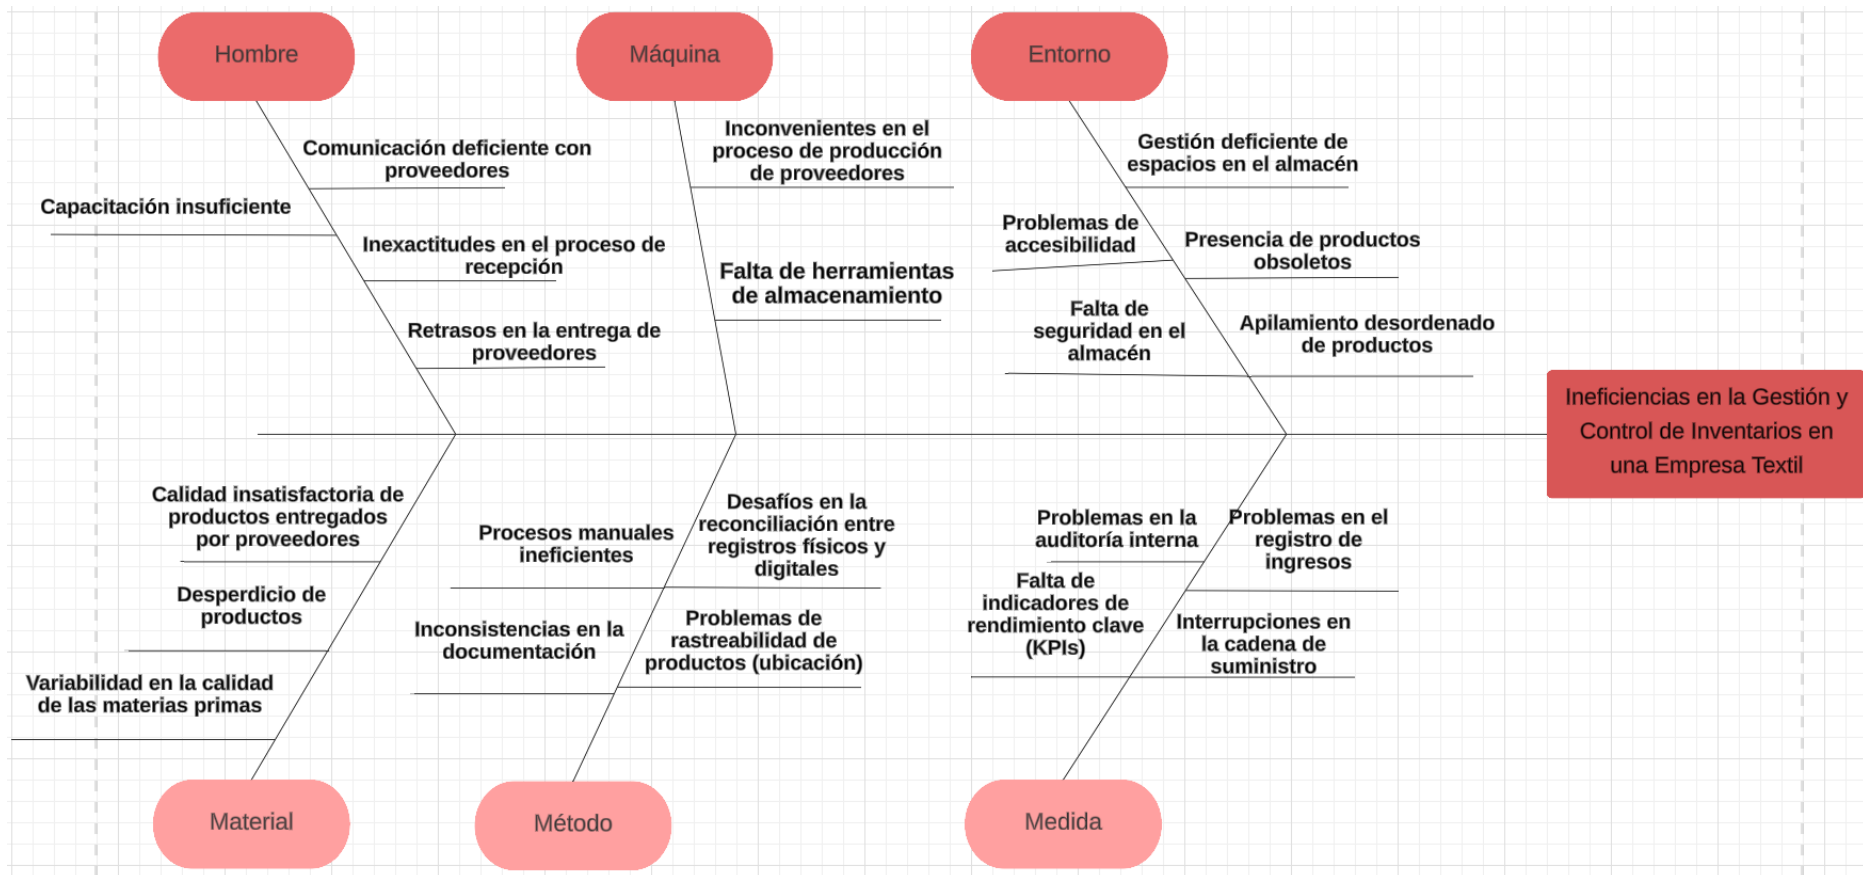 Hombre
Máquina
Entorno
Comunicación deficiente con
proveedores
Capacitación insuficiente
Inexactitudes en el proceso de
recepción
Retrasos en la entrega de
proveedores
Inconvenientes en el
proceso de producción
de proveedores
Falta de herramientas
de almacenamiento
Gestión deficiente de
espacios en el almacén
Problemas de
accesibilidad
Presencia de productos
obsoletos
Falta de
seguridad en el
almacén
Apilamiento desordenado
de productos
Ineficiencias en la Gestión y
Control de Inventarios en
una Empresa Textil
Calidad insatisfactoria de
productos entregados
por proveedores
Desperdicio de
productos
Variabilidad en la calidad
de las materias primas
Procesos manuales
ineficientes
Desafíos en la
reconciliación entre
registros físicos y
digitales
Inconsistencias en la
documentación
Problemas de
rastreabilidad de
productos (ubicación)
Problemas en la
auditoría interna
Problemas en el
registro de
ingresos
Falta de
indicadores de
rendimiento clave
(KPIs)
Interrupciones en
la cadena de
suministro
Material
Método
Medida